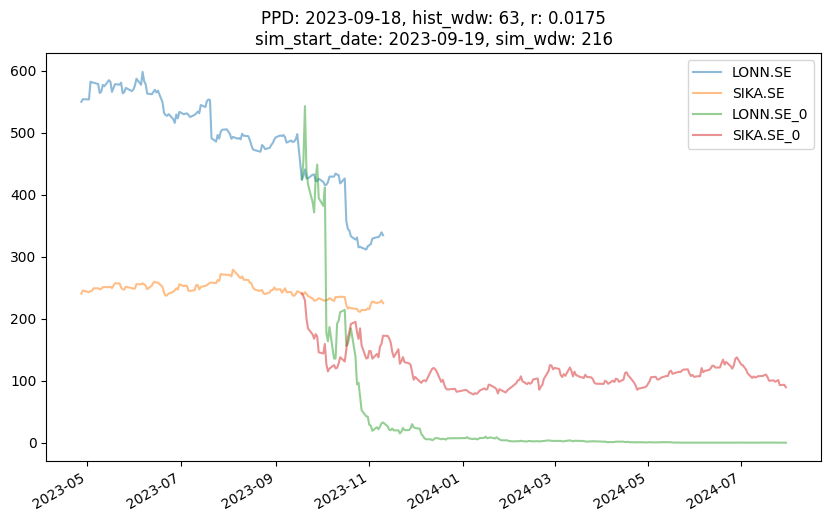 PPD: 2023-09-18, hist_wdw: 63, r: 0.0175
sim_start_date: 2023-09-19, sim_wdw: 216
LONN.SE
SIKA.SE
LONN.SE_0
SIKA.SE_0
600
500
400
300
200
100
0
2023-05
2023-07
2023-09
2023-11
2024-01
2024-03
2024-05
2024-07